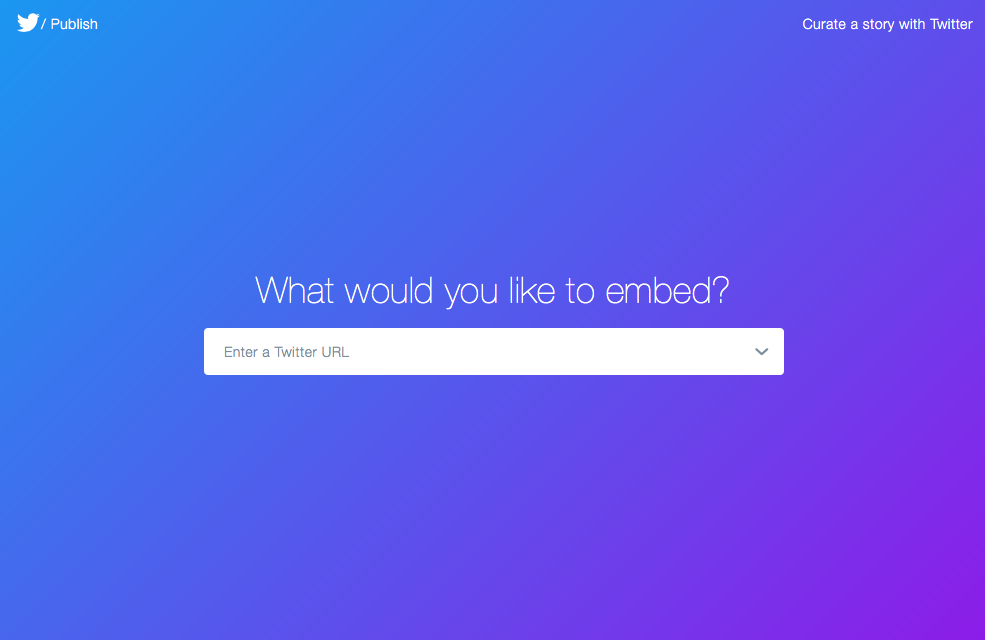 / Publish
Curate a story with Twitter
What would you like to embed?
Enter a Twitter URL